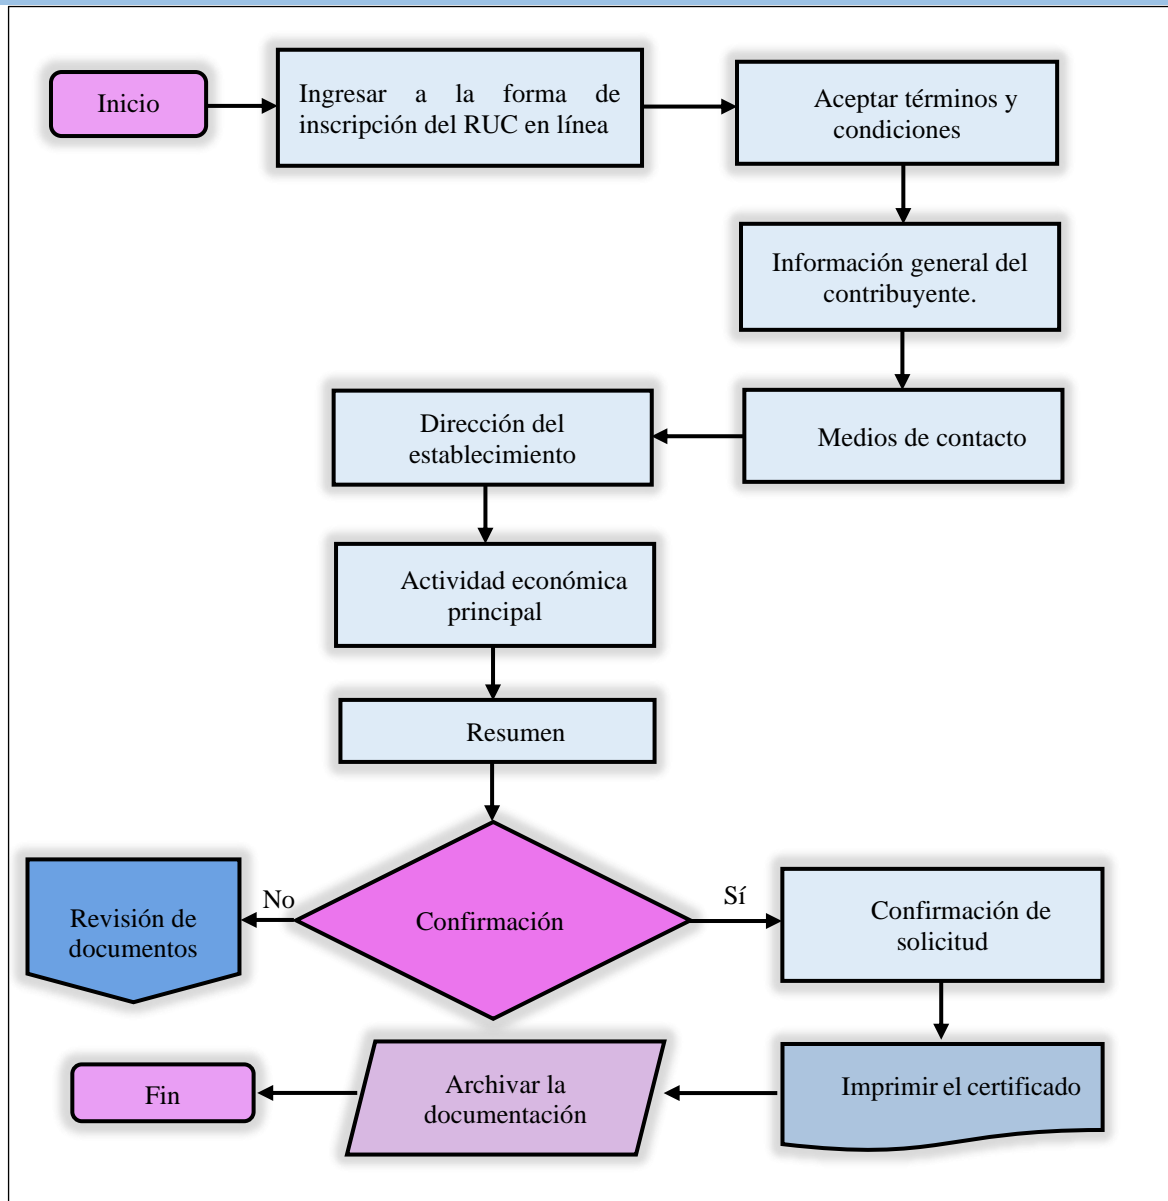 Inicio
Ingresar a la forma de
inscripción del RUC en línea
Aceptar términos y
condiciones
Información general del
contribuyente.
Medios de contacto
Dirección del
establecimiento
Actividad económica
principal
Resumen
Confirmación
No
Revisión de
documentos
Sí
Confirmación de
solicitud
Imprimir el certificado
Archivar la
documentación
Fin